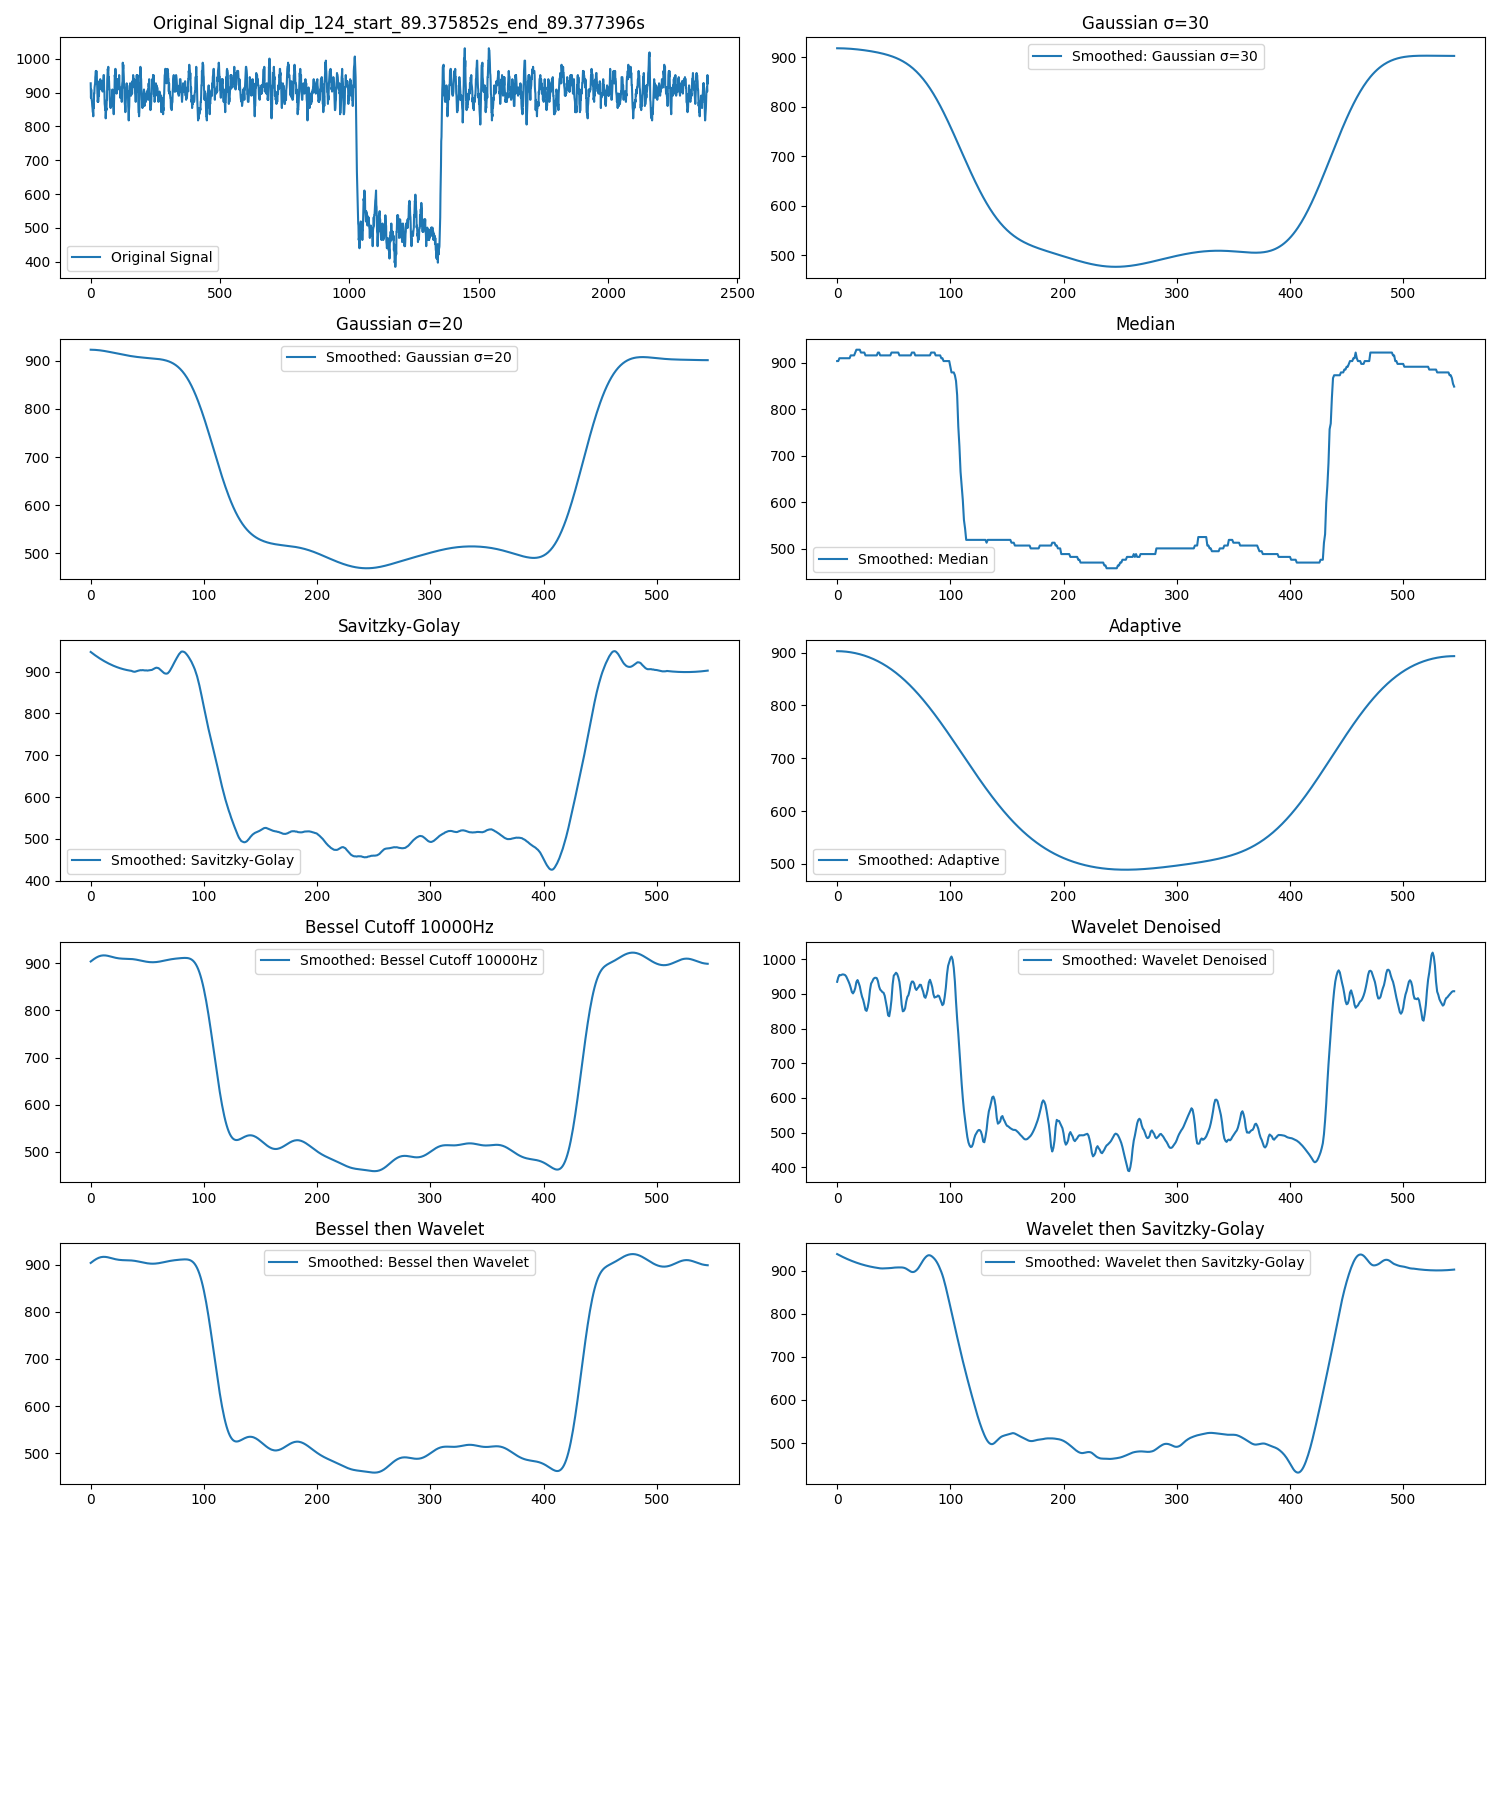 Original Signal dip_124_start_89.375852s_end_89.377396s
1000
900
800
700
600
500
400
Original Signal
0 500 1000 1500 2000 2500
Gaussian σ=30
900
800
700
600
500
Smoothed: Gaussian σ=30
0 100 200 300 400 500
Gaussian σ=20
900
800
700
600
500
Smoothed: Gaussian σ=20
0 100 200 300 400 500
Median
900
800
700
600
500
Smoothed: Median
0 100 200 300 400 500
Savitzky-Golay
900
800
700
600
500
400
Smoothed: Savitzky-Golay
0 100 200 300 400 500
Adaptive
900
800
700
600
500
Smoothed: Adaptive
0 100 200 300 400 500
Bessel Cutoff 10000Hz
900
800
700
600
500
Smoothed: Bessel Cutoff 10000Hz
0 100 200 300 400 500
Wavelet Denoised
1000
900
800
700
600
500
400
Smoothed: Wavelet Denoised
0 100 200 300 400 500
Bessel then Wavelet
900
800
700
600
500
Smoothed: Bessel then Wavelet
0 100 200 300 400 500
Wavelet then Savitzky-Golay
900
800
700
600
500
Smoothed: Wavelet then Savitzky-Golay
0 100 200 300 400 500